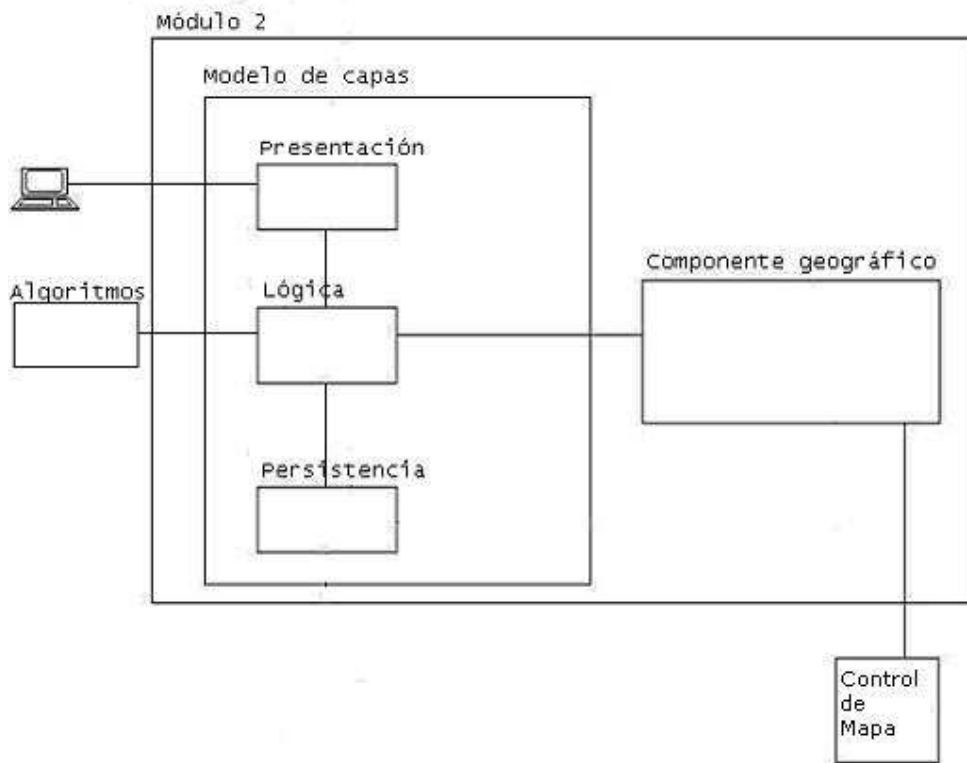 Módulo 2
Modelo de capas
Presentación
Componente geográfico
Algoritmos
Lógica
Persistencia
Control
de
Mapa